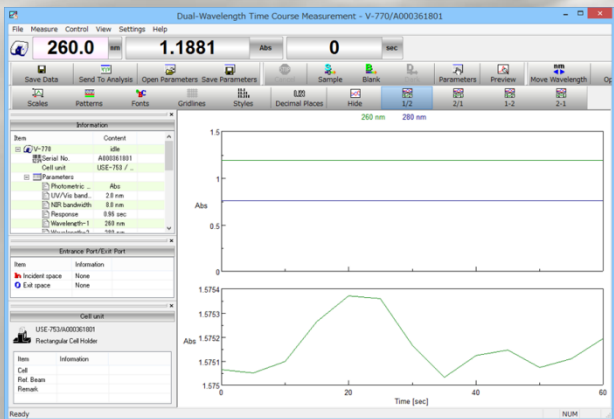 Dual-Wavelength Time Course Measurement - V-770/A000361801
File Measure Control View Settings Help
260.0 nm 1.1881 Abs 0 sec
Save Data Send To Analysis Open Parameters Save Parameters Sample Blank Parameters Preview Move Wavelength Op
Scales Patterns Fonts Gridlines Styles Decimal Places Hide 1/2 2/1 1-2 2-1
Information
Item Content
V-770 idle
Serial No. A000361801
Cell unit USE-753 / ..
Parameters
Photometric .. Abs
UV/Vis band.. 2.0 nm
NIR bandwidth 8.0 nm
Response 0.96 sec
Wavelength-1 260 nm
Wavelength-2 280 nm
Entrance Port/Exit Port
Item Information
Incident space None
Exit space None
Cell unit
USE-753/A000361801
Rectangular Cell Holder
Item Information
Cell
Ref. Beam
Remark
260 nm 280 nm
1.5
1
Abs
0.5
0
1.5754
1.5753
Abs
1.5752
1.5751
1.575
0 20 40 60
Time [sec]
Ready NUM